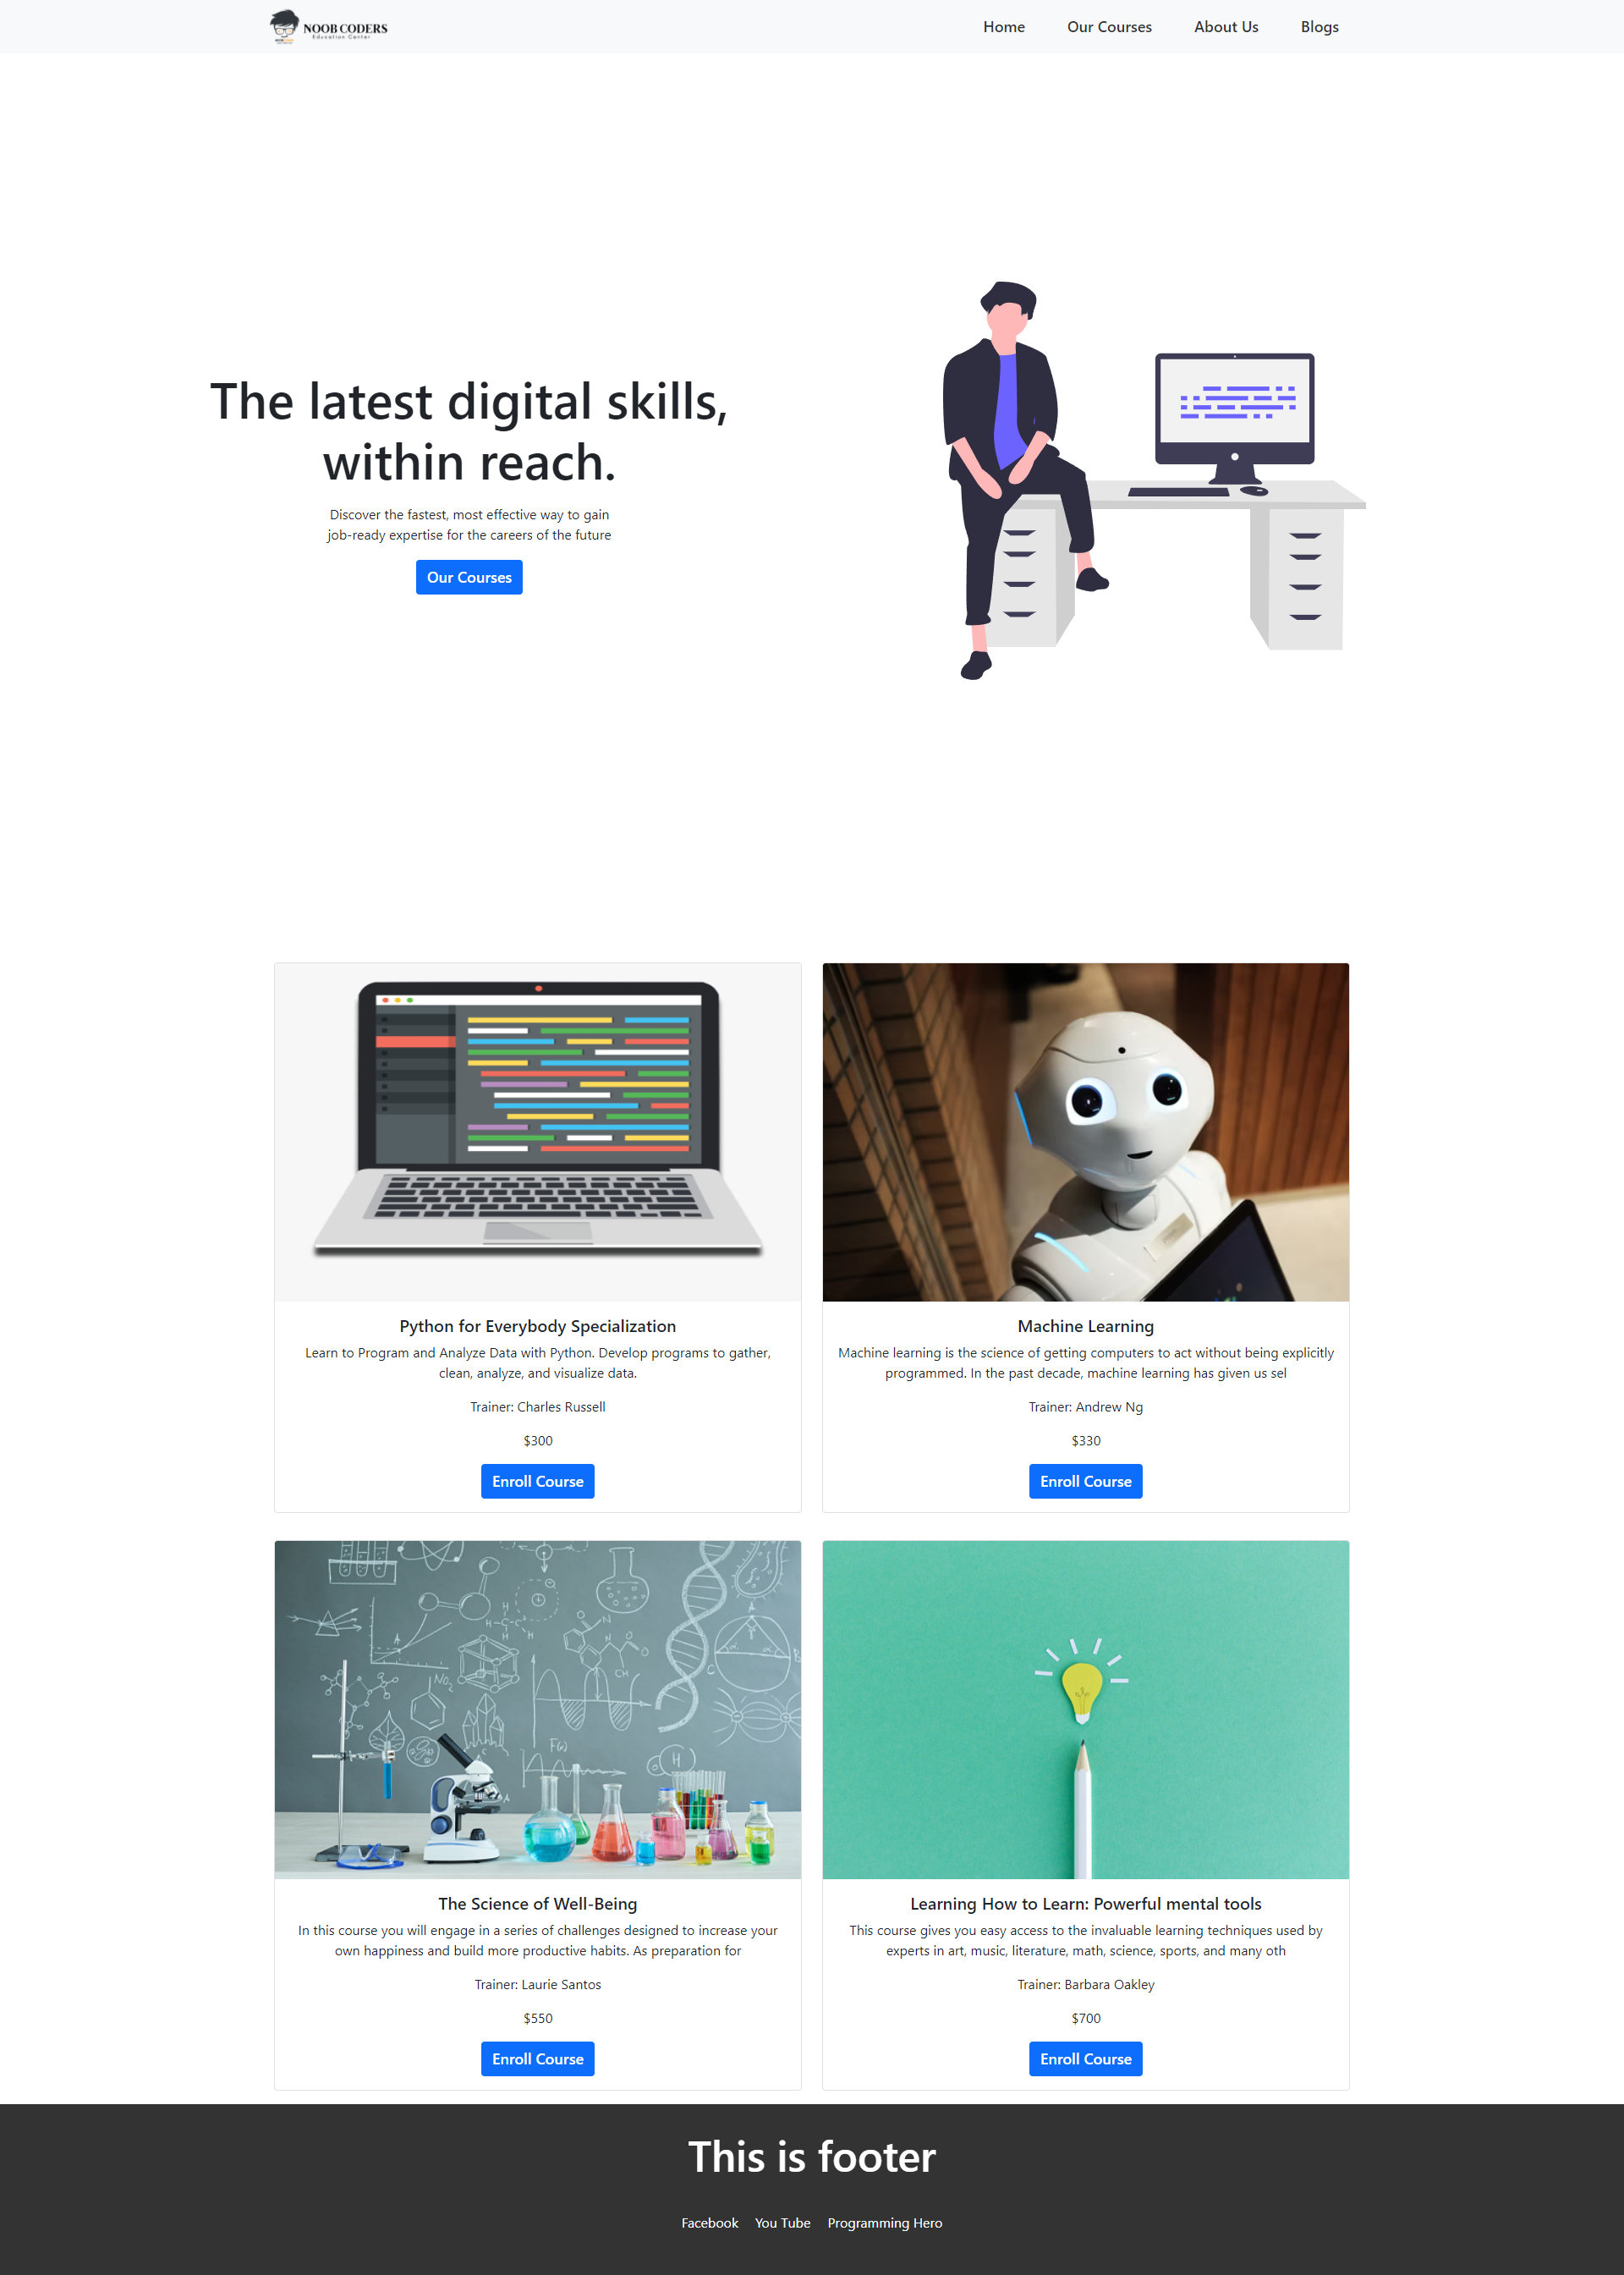 NOOB CODERS
Education Center
Home
Our Courses
About Us
Blogs
The latest digital skills,
within reach.
Discover the fastest, most effective way to gain
job-ready expertise for the careers of the future
Our Courses
Python for Everybody Specialization
Learn to Program and Analyze Data with Python. Develop programs to gather,
clean, analyze, and visualize data.
Trainer: Charles Russell
$300
Enroll Course
Machine Learning
Machine learning is the science of getting computers to act without being explicitly
programmed. In the past decade, machine learning has given us sel
Trainer: Andrew Ng
$330
Enroll Course
The Science of Well-Being
In this course you will engage in a series of challenges designed to increase your
own happiness and build more productive habits. As preparation for
Trainer: Laurie Santos
$550
Enroll Course
Learning How to Learn: Powerful mental tools
This course gives you easy access to the invaluable learning techniques used by
experts in art, music, literature, math, science, sports, and many oth
Trainer: Barbara Oakley
$700
Enroll Course
This is footer
Facebook
You Tube
Programming Hero